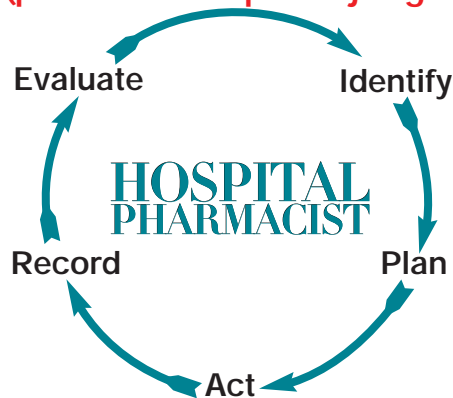 Evaluate
Identify
HOSPITAL
PHARMACIST
Record
Plan
Act